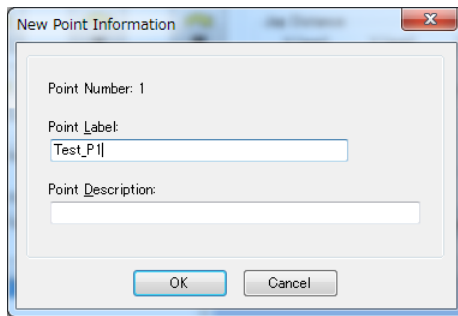 New Point Information
Point Number: 1
Point Label:
Test_P1
Point Description:
OK Cancel